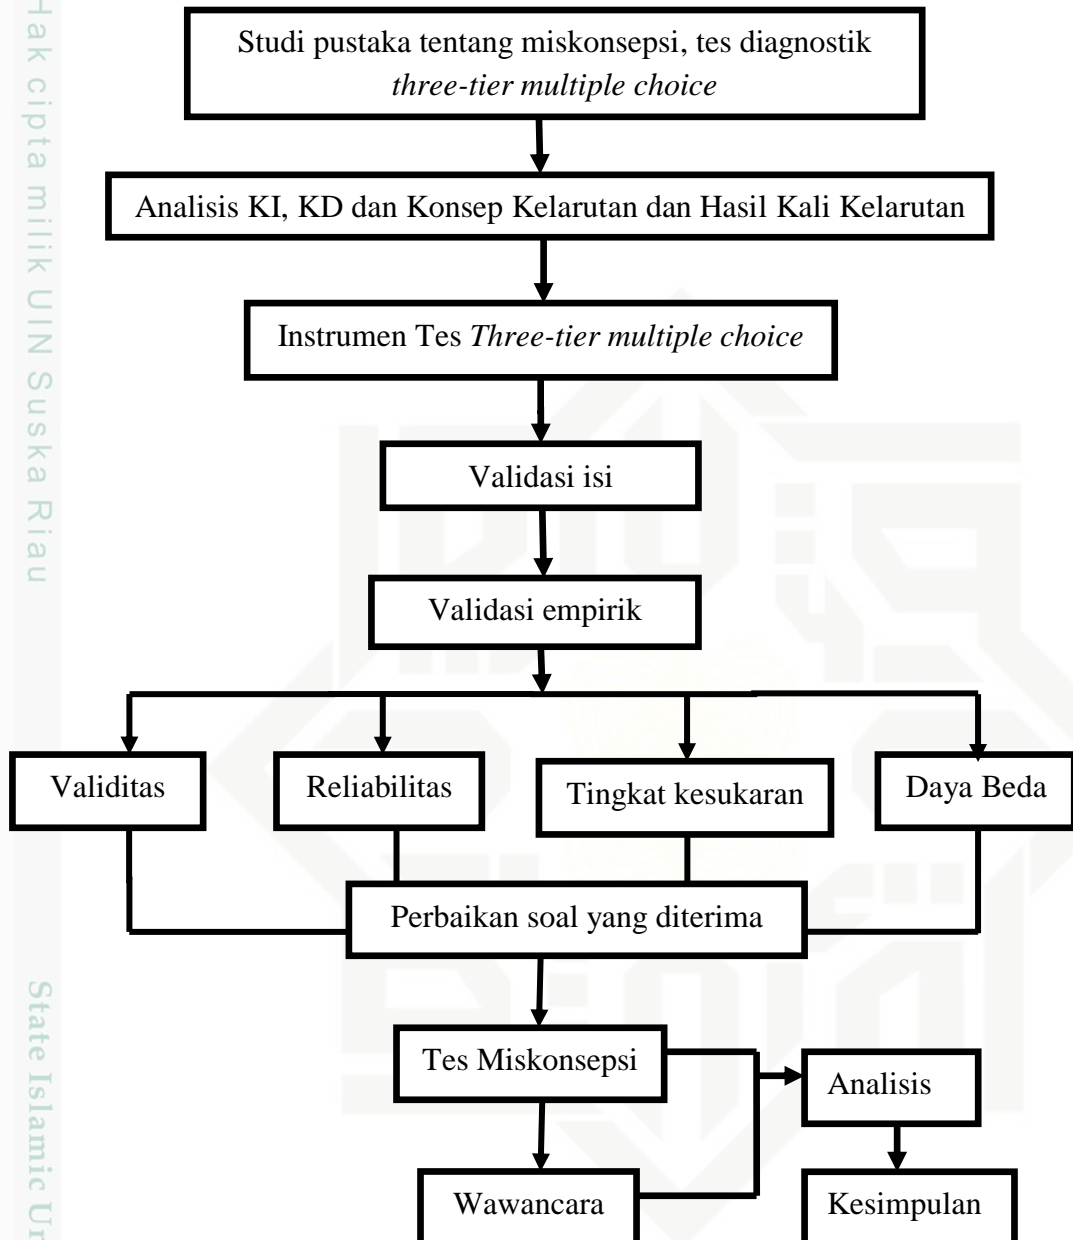 Hak cipta milik UIN Suska Riau
State Islamic Un
Studi pustaka tentang miskonsepsi, tes diagnostik
three-tier multiple choice
Analisis KI, KD dan Konsep Kelarutan dan Hasil Kali Kelarutan
Instrumen Tes Three-tier multiple choice
Validasi isi
Validasi empirik
Validitas
Reliabilitas
Tingkat kesukaran
Daya Beda
Perbaikan soal yang diterima
Tes Miskonsepsi
Analisis
Wawancara
Kesimpulan